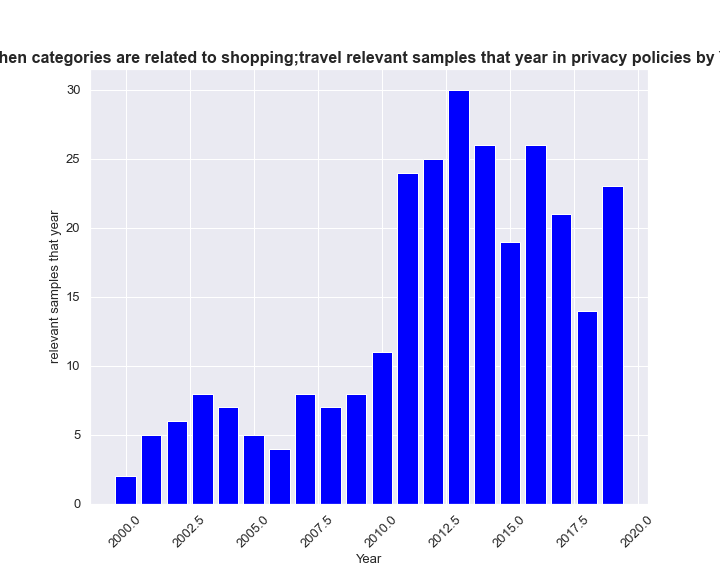 hen categories are related to shopping;travel relevant samples that year in privacy policies by
30
25
20
15
10
5
0
relevant samples that year
2000.0 2002.5 2005.0 2007.5 2010.0 2012.5 2015.0 2017.5 2020.0
Year